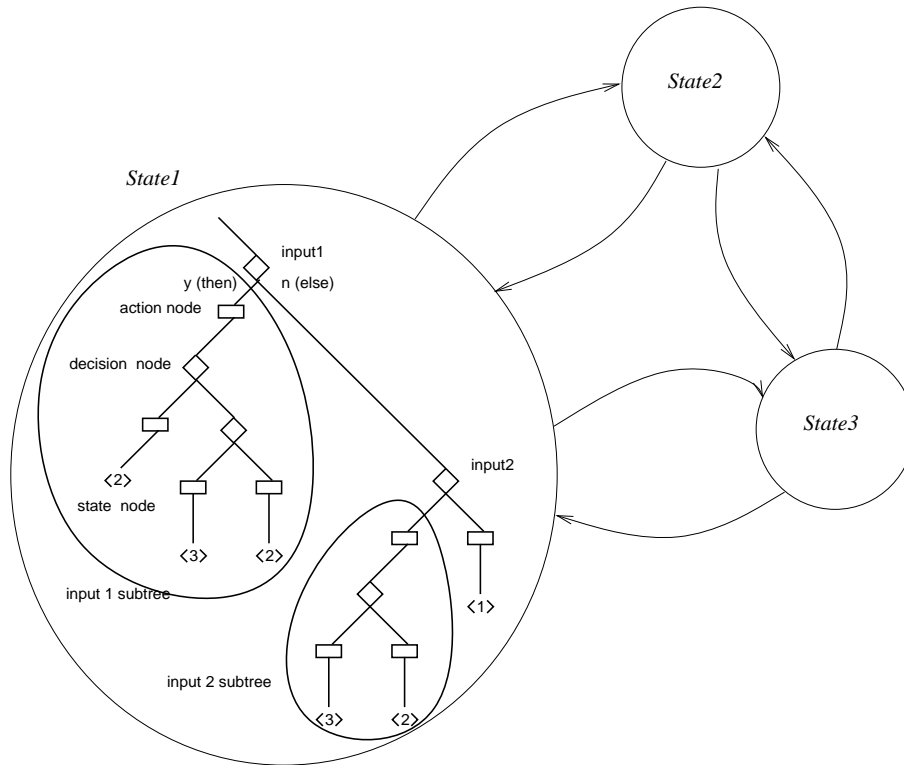 State2
State1
input1
y (then) n (else)
action node
decision node
State3
input2
<2>
state node
<3> <2>
input 1 subtree
<1>
input 2 subtree
<3> <2>